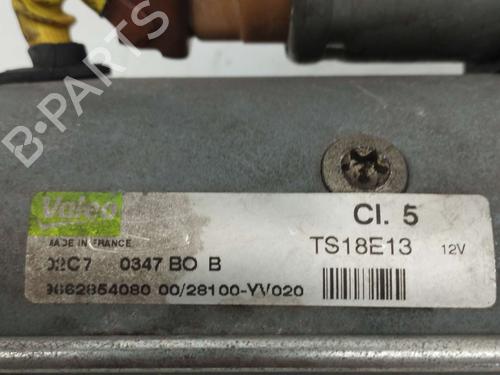 B-PARTS
Valeo
MADE IN FRANCE
Cl. 5
TS18E13 12V
02C7 0347 BO B
9662854080 00/28100-YV020